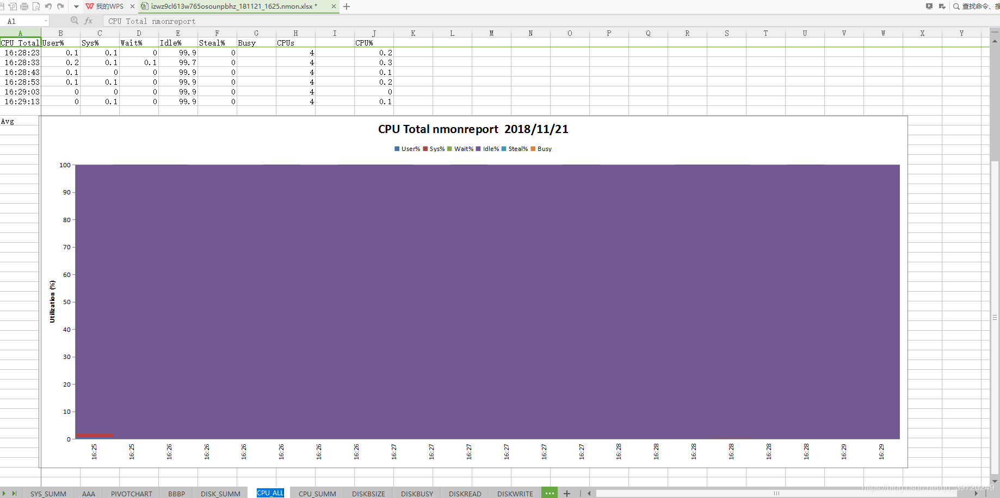 我的WPS izwz9cl613w765osounpbhz_181121_1625.nmon.xlsx * 查找命令、搜
A1 fx CPU Total nmonreport
A B C D E F G H I J K L M N O P Q R S T U V W X Y
CPU Total User% Sys% Wait% Idle% Steal% Busy CPUs CPU%
16:28:23 0.1 0.1 0 99.9 0 4 0.2
16:28:33 0.2 0.1 0.1 99.7 0 4 0.3
16:28:43 0.1 0 0 99.9 0 4 0.1
16:28:53 0.1 0.1 0 99.9 0 4 0.2
16:29:03 0 0 0 99.9 0 4 0
16:29:13 0 0.1 0 99.9 0 4 0.1
Avg
CPU Total nmonreport 2018/11/21
User% Sys% Wait% Idle% Steal% Busy
Utilization (%)
100
90
80
70
60
50
40
30
20
10
0
16:25 16:25 16:26 16:26 16:26 16:26 16:26 16:26 16:27 16:27 16:27 16:27 16:27 16:27 16:28 16:28 16:28 16:28 16:28 16:28 16:29 16:29
SYS_SUMM AAA PIVOTCHART BBBP DISK_SUMM CPU_ALL CPU_SUMM DISKBSIZE DISKBUSY DISKREAD DISKWRITE
https://blog.csdn.net/qq_39720249